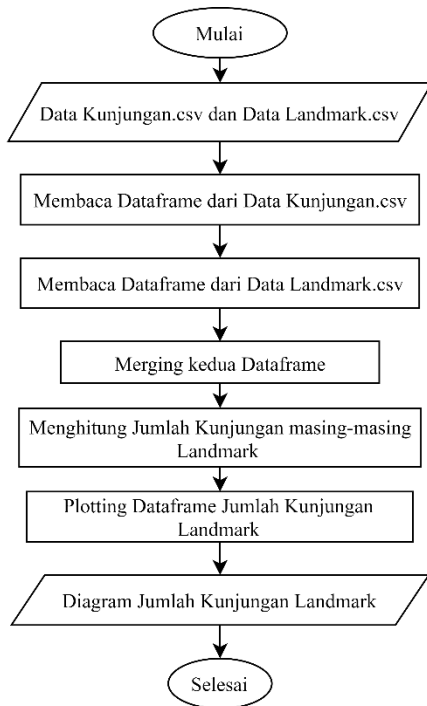 Mulai
Data Kunjungan.csv dan Data Landmark.csv
Membaca Dataframe dari Data Kunjungan.csv
Membaca Dataframe dari Data Landmark.csv
Merging kedua Dataframe
Menghitung Jumlah Kunjungan masing-masing
Landmark
Plotting Dataframe Jumlah Kunjungan
Landmark
Diagram Jumlah Kunjungan Landmark
Selesai